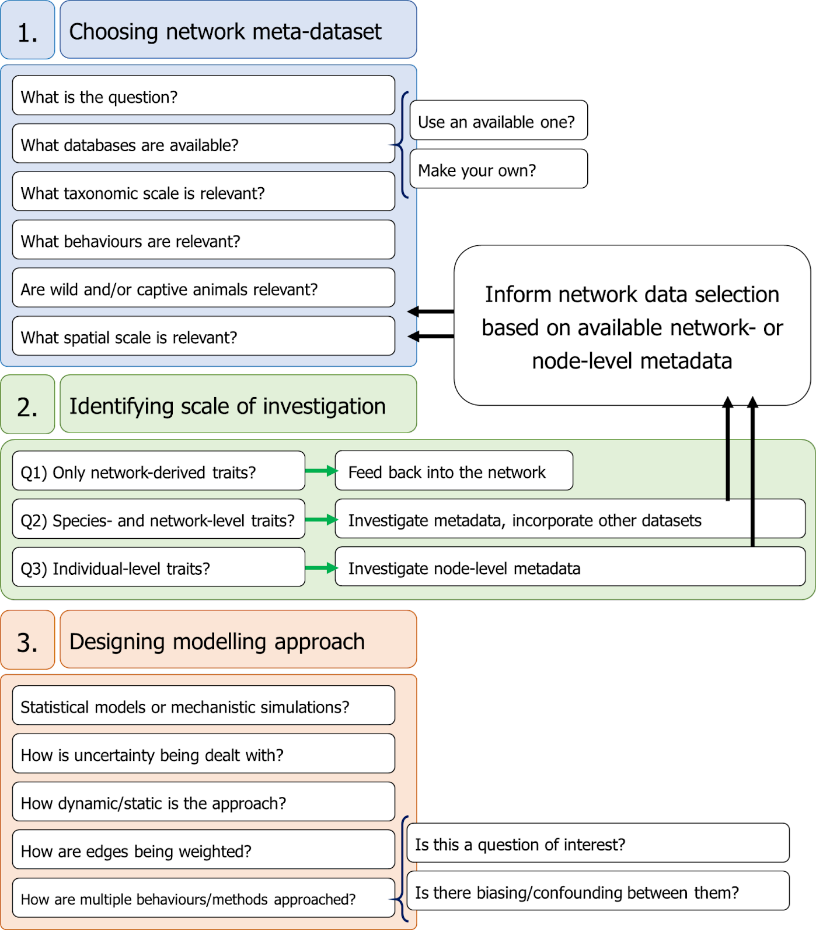 1.
Choosing network meta-dataset
What is the question?
What databases are available?
Use an available one?
Make your own?
What taxonomic scale is relevant?
What behaviours are relevant?
Are wild and/or captive animals relevant?
What spatial scale is relevant?
Inform network data selection
based on available network- or
node-level metadata
2.
Identifying scale of investigation
Q1) Only network-derived traits?
Feed back into the network
Q2) Species- and network-level traits?
Investigate metadata, incorporate other datasets
Q3) Individual-level traits?
Investigate node-level metadata
3.
Designing modelling approach
Statistical models or mechanistic simulations?
How is uncertainty being dealt with?
How dynamic/static is the approach?
How are edges being weighted?
How are multiple behaviours/methods approached?
Is this a question of interest?
Is there biasing/confounding between them?